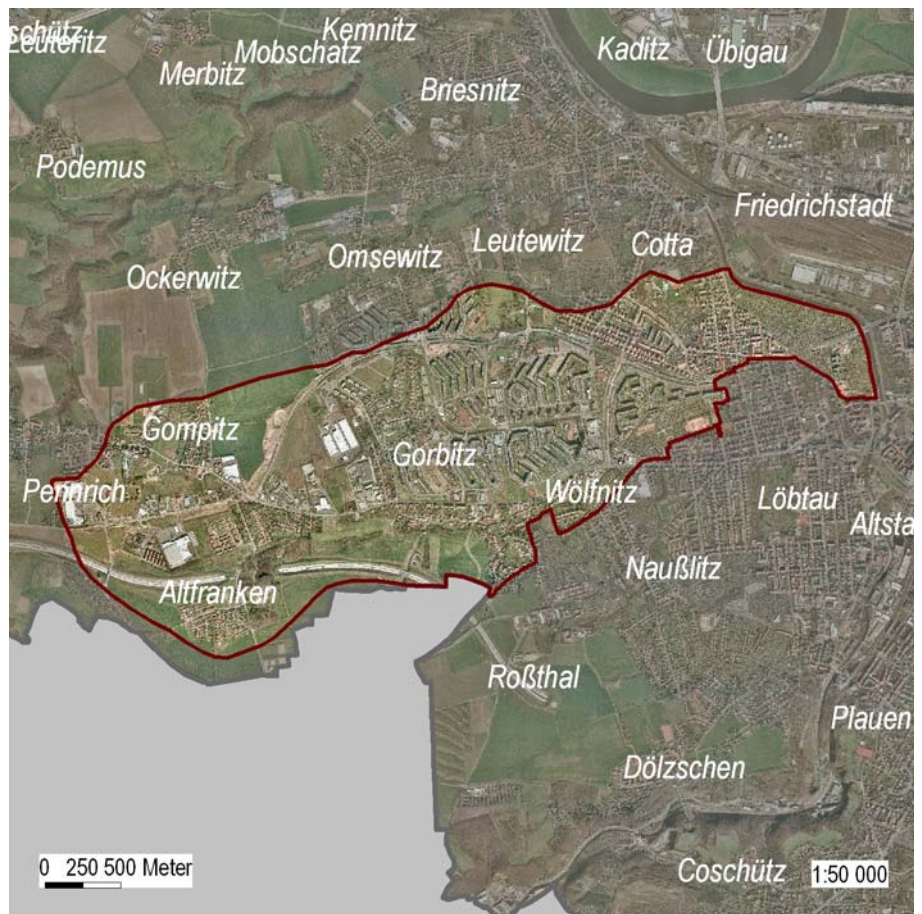 Kemnitz
Leuteritz
Mobschatz
Kaditz
Übigau
Merbitz
Briesnitz
Podemus
Friedrichstadt
Leutewitz
Cotta
Omsewitz
Ockerwitz
Gompitz
Gorbitz
Pennrich
Wölfnitz
Löbtau
Altsta
Naußlitz
Altfranken
Roßthal
Plauen
Dölzschen
0 250 500 Meter
Coschütz
1:50 000